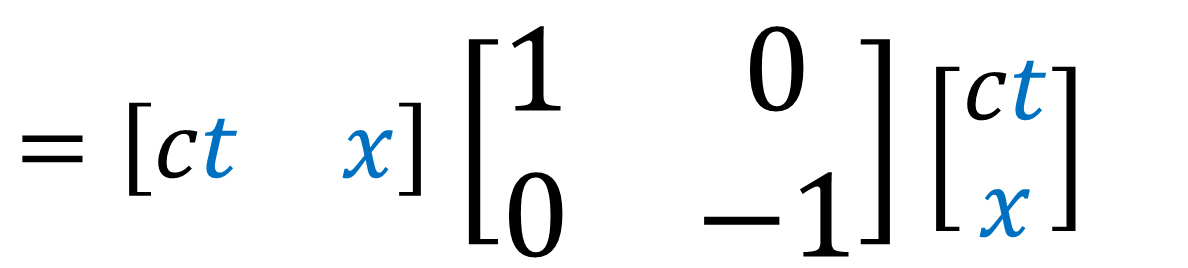 = [ct x] [1 0
0 −1] [ct
x]